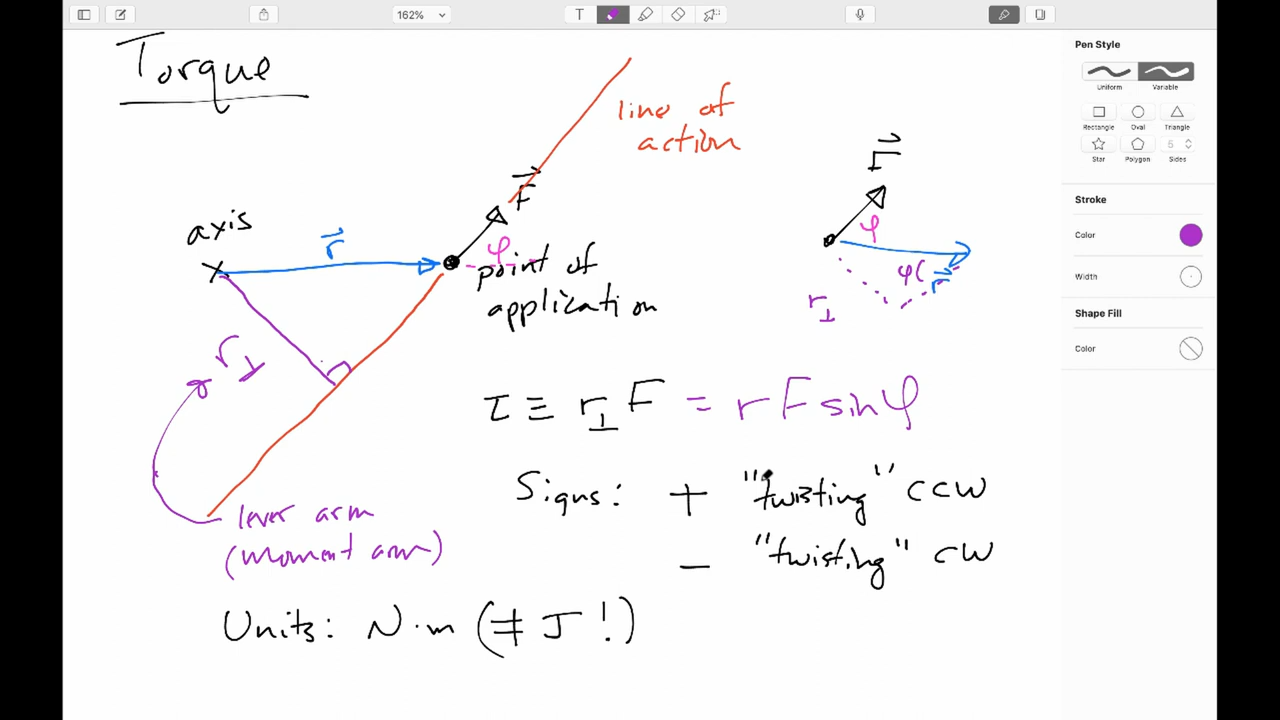 162%
T
Torque
line of
action
F⃗
axis
r⃗
φ
point of
application
r⊥
F⃗
φ
φ
r⃗
r⊥
τ ≡ r⊥ F = r F sin φ
Signs: + "twisting" CCW
− "twisting" CW
lever arm
(moment arm)
Units: N·m (≠ J!)
Pen Style
Uniform
Variable
Rectangle
Oval
Triangle
Star
Polygon
5
Sides
Stroke
Color
Width
Shape Fill
Color